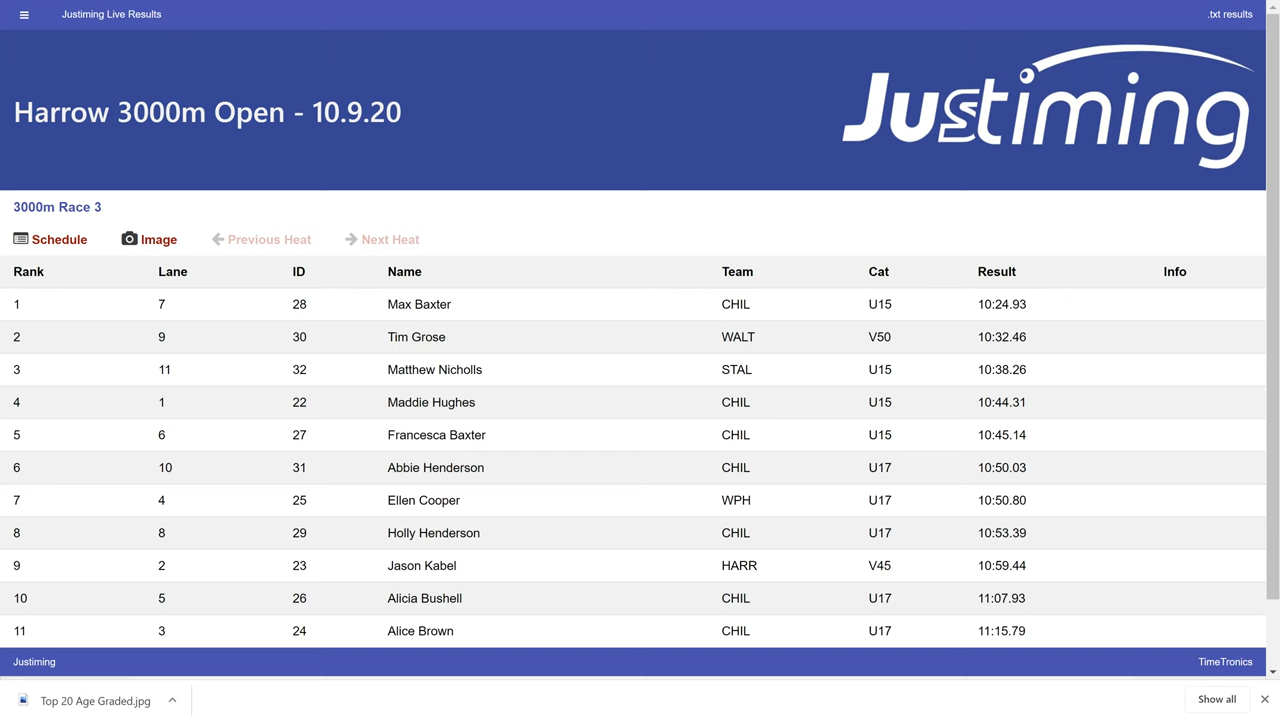 Justiming Live Results .txt results
Harrow 3000m Open - 10.9.20 Justiming
3000m Race 3
Schedule Image Previous Heat Next Heat
Rank Lane ID Name Team Cat Result Info
1 7 28 Max Baxter CHIL U15 10:24.93
2 9 30 Tim Grose WALT V50 10:32.46
3 11 32 Matthew Nicholls STAL U15 10:38.26
4 1 22 Maddie Hughes CHIL U15 10:44.31
5 6 27 Francesca Baxter CHIL U15 10:45.14
6 10 31 Abbie Henderson CHIL U17 10:50.03
7 4 25 Ellen Cooper WPH U17 10:50.80
8 8 29 Holly Henderson CHIL U17 10:53.39
9 2 23 Jason Kabel HARR V45 10:59.44
10 5 26 Alicia Bushell CHIL U17 11:07.93
11 3 24 Alice Brown CHIL U17 11:15.79
Justiming TimeTronics
Top 20 Age Graded.jpg Show all